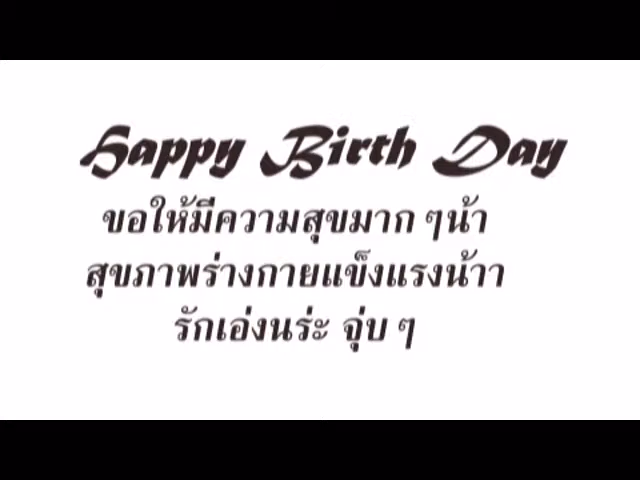 Happy Birth Day
ขอให้มีความสุขมาก ๆน้า
สุขภาพร่างกายแข็งแรงน้าา
รักเอ่งนร่ะ จุ่บ ๆ